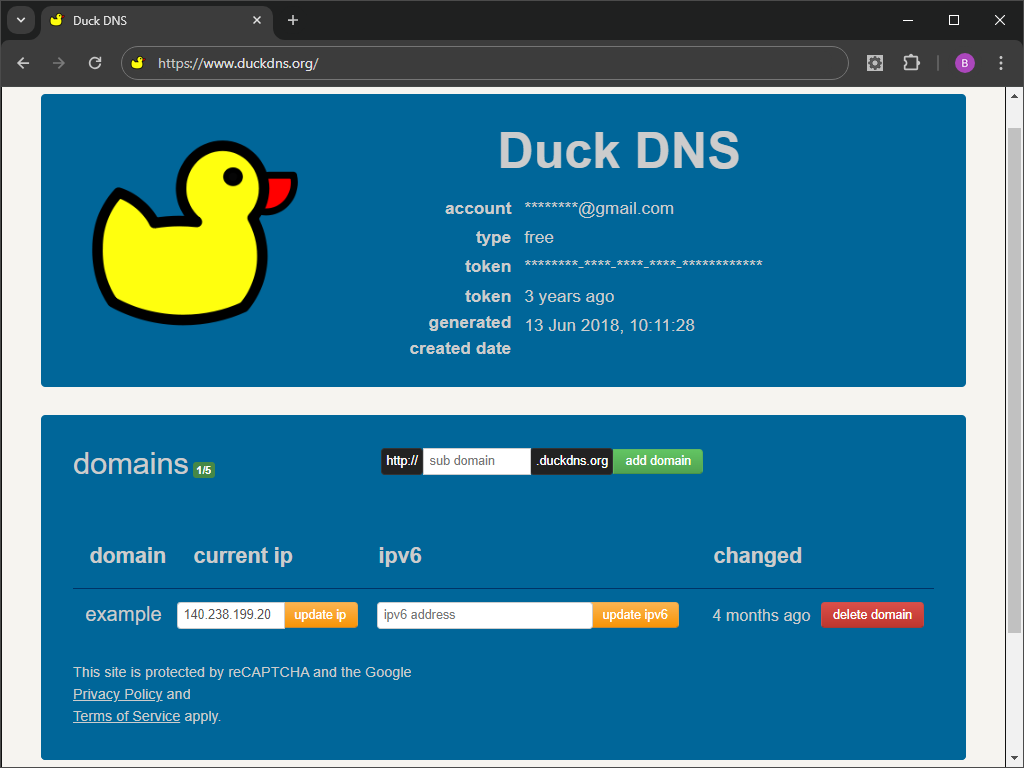 Duck DNS
https://www.duckdns.org/
B
Duck DNS
account ********@gmail.com
type free
token ********-****-****-****-************
token 3 years ago
generated 13 Jun 2018, 10:11:28
created date
domains 1/5 http:// sub domain .duckdns.org add domain
domain current ip ipv6 changed
example 140.238.199.20 update ip ipv6 address update ipv6 4 months ago delete domain
This site is protected by reCAPTCHA and the Google
Privacy Policy and
Terms of Service apply.